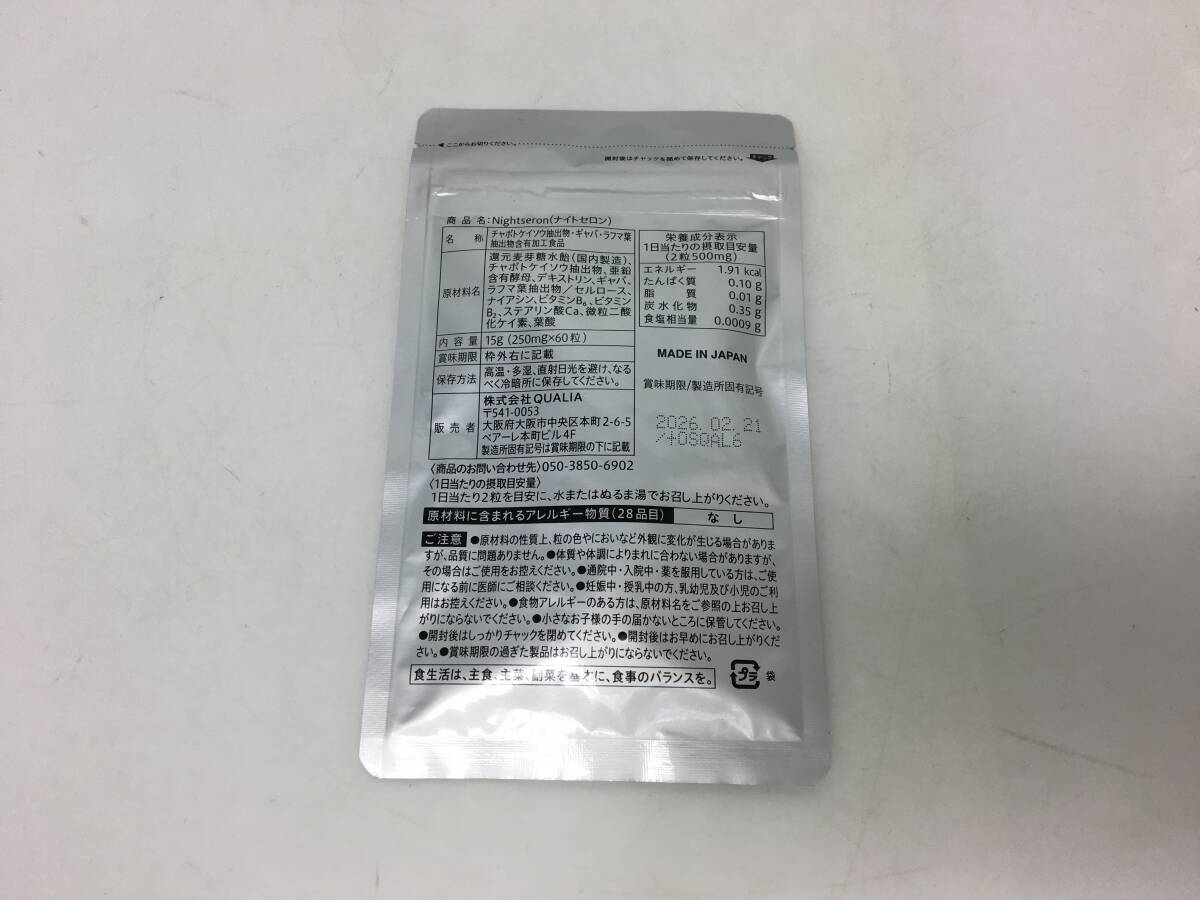 ◀ここからお切りください。
開封後はチャックを閉めて保存してください。
商品名:Nightseron(ナイトセロン)
名称 チャボトケイソウ抽出物・ギャバ・ラフマ葉
抽出物含有加工食品
原材料名 還元麦芽糖水飴(国内製造)、
チャボトケイソウ抽出物、亜鉛
含有酵母、デキストリン、ギャバ、
ラフマ葉抽出物/セルロース、
ナイアシン、ビタミンB6、ビタミン
B2、ステアリン酸Ca、微粒二酸
化ケイ素、葉酸
内容量 15g(250mg×60粒)
賞味期限 枠外右に記載
保存方法 高温・多湿、直射日光を避け、なる
べく冷暗所に保存してください。
販売者 株式会社QUALIA
〒541-0053
大阪府大阪市中央区本町2-6-5
ベアーレ本町ビル4F
製造所固有記号は賞味期限の下に記載
栄養成分表示
1日当たりの摂取目安量
(2粒500mg)
エネルギー 1.91 kcal
たんぱく質 0.10 g
脂質 0.01 g
炭水化物 0.35 g
食塩相当量 0.0009 g
MADE IN JAPAN
賞味期限/製造所固有記号
2026.02.21
/+OSQAL6
〈商品のお問い合わせ先〉050-3850-6902
〈1日当たりの摂取目安量〉
1日当たり2粒を目安に、水またはぬるま湯でお召し上がりください。
原材料に含まれるアレルギー物質(28品目) なし
ご注意 ●原材料の性質上、粒の色やにおいなど外観に変化が生じる場合がありま
すが、品質に問題ありません。●体質や体調によりまれに合わない場合がありますが、
その場合はご使用をお控えください。●通院中・入院中・薬を服用している方は、ご使
用になる前に医師にご相談ください。●妊娠中・授乳中の方、乳幼児及び小児のご利
用はお控えください。●食物アレルギーのある方は、原材料名をご参照の上お召し上
がりにならないでください。●小さなお子様の手の届かないところに保管してください。
●開封後はしっかりチャックを閉めてください。●開封後はお早めにお召し上がりくだ
さい。●賞味期限の過ぎた製品はお召し上がりにならないでください。
食生活は、主食、主菜、副菜を基本に、食事のバランスを。
プラ 袋